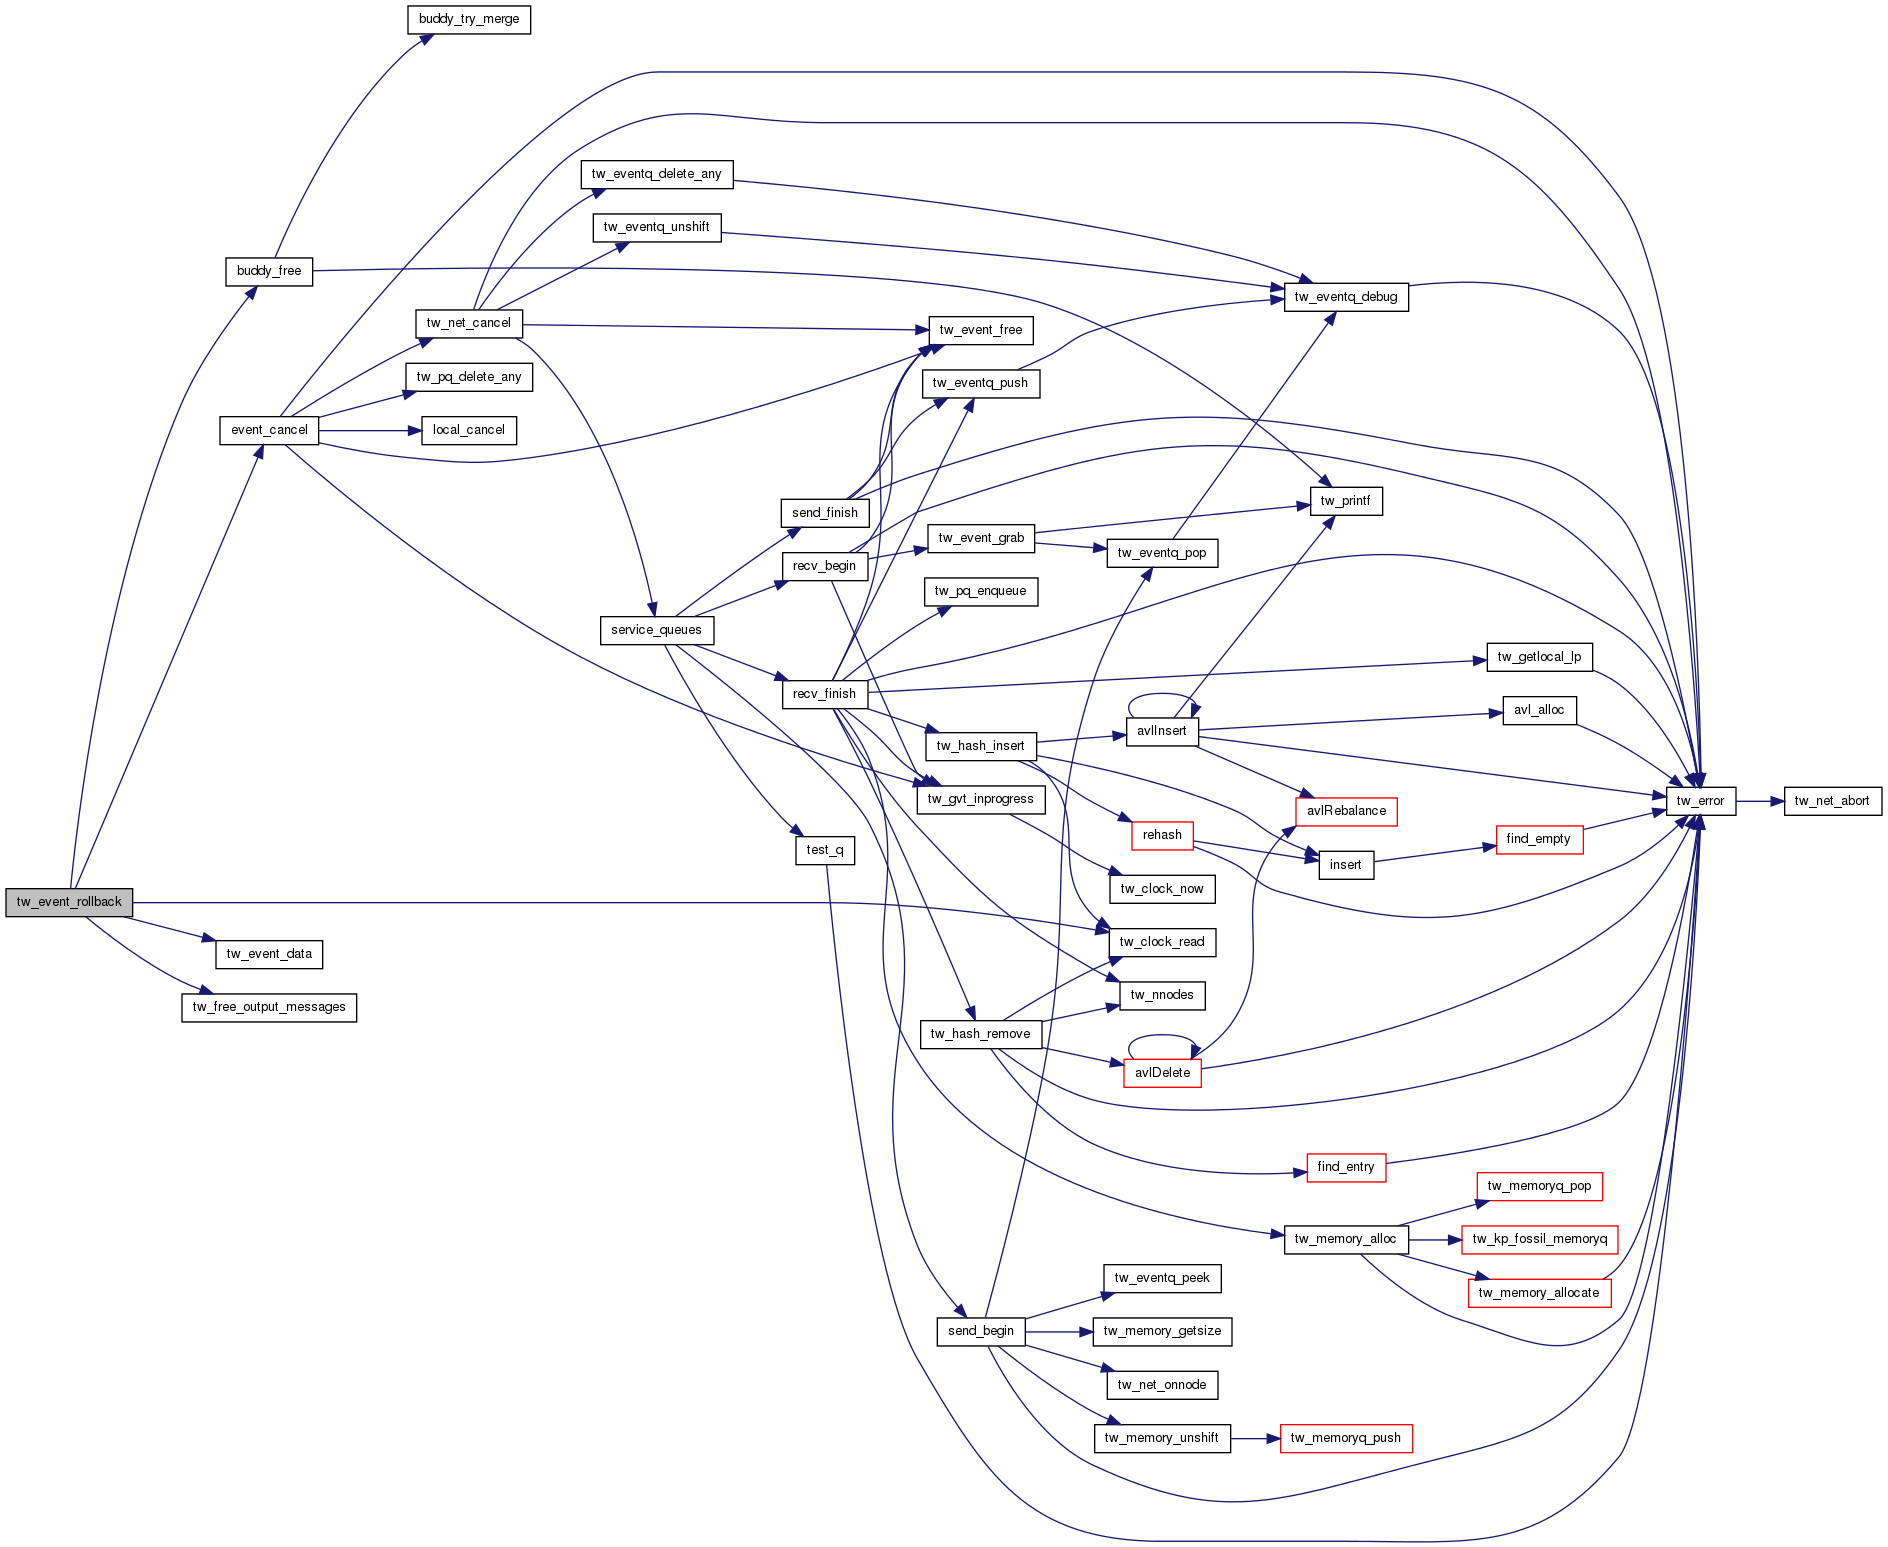 buddy_try_merge
tw_eventq_delete_any
tw_eventq_unshift
buddy_free
tw_eventq_debug
tw_net_cancel
tw_event_free
tw_pq_delete_any
tw_eventq_push
event_cancel
local_cancel
tw_printf
send_finish
tw_event_grab
tw_eventq_pop
recv_begin
tw_pq_enqueue
service_queues
tw_getlocal_lp
recv_finish
avl_alloc
avlInsert
tw_hash_insert
tw_gvt_inprogress
tw_error
tw_net_abort
avlRebalance
rehash
find_empty
test_q
insert
tw_clock_now
tw_event_rollback
tw_clock_read
tw_event_data
tw_nnodes
tw_free_output_messages
tw_hash_remove
avlDelete
find_entry
tw_memoryq_pop
tw_memory_alloc
tw_kp_fossil_memoryq
tw_eventq_peek
tw_memory_allocate
send_begin
tw_memory_getsize
tw_net_onnode
tw_memory_unshift
tw_memoryq_push